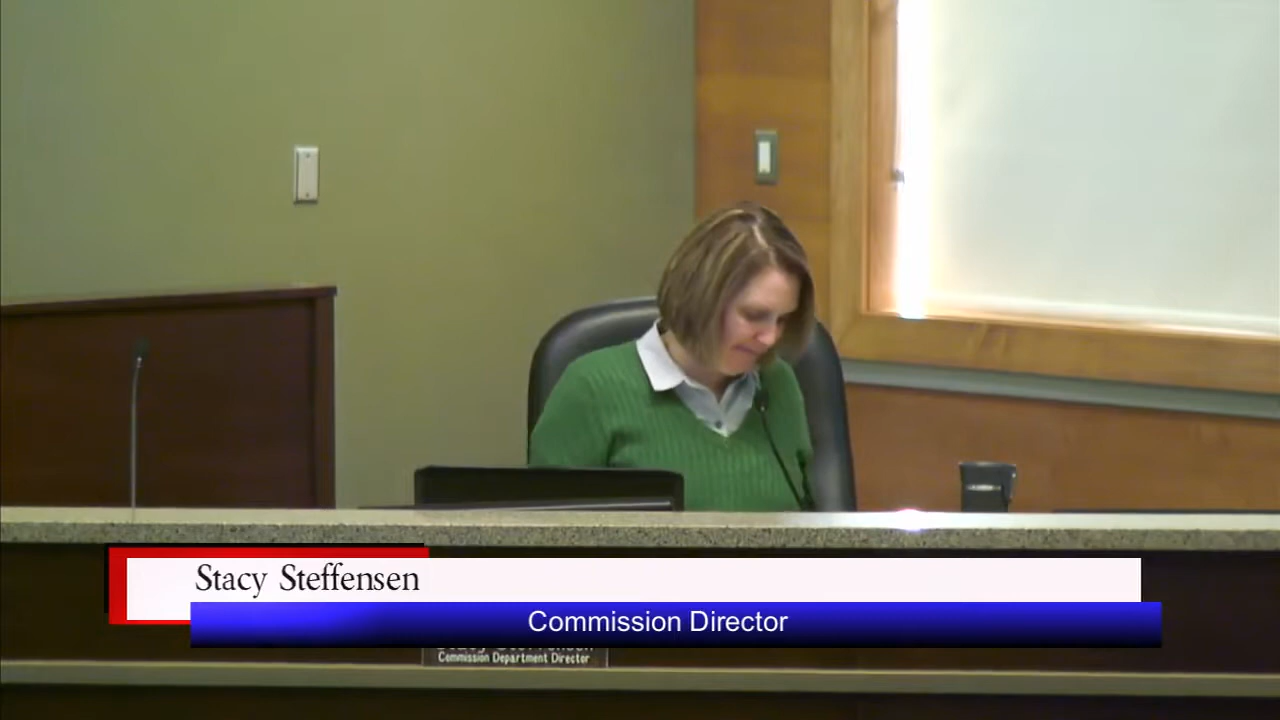 Stacy Steffensen
Commission Director
Commission Department Director